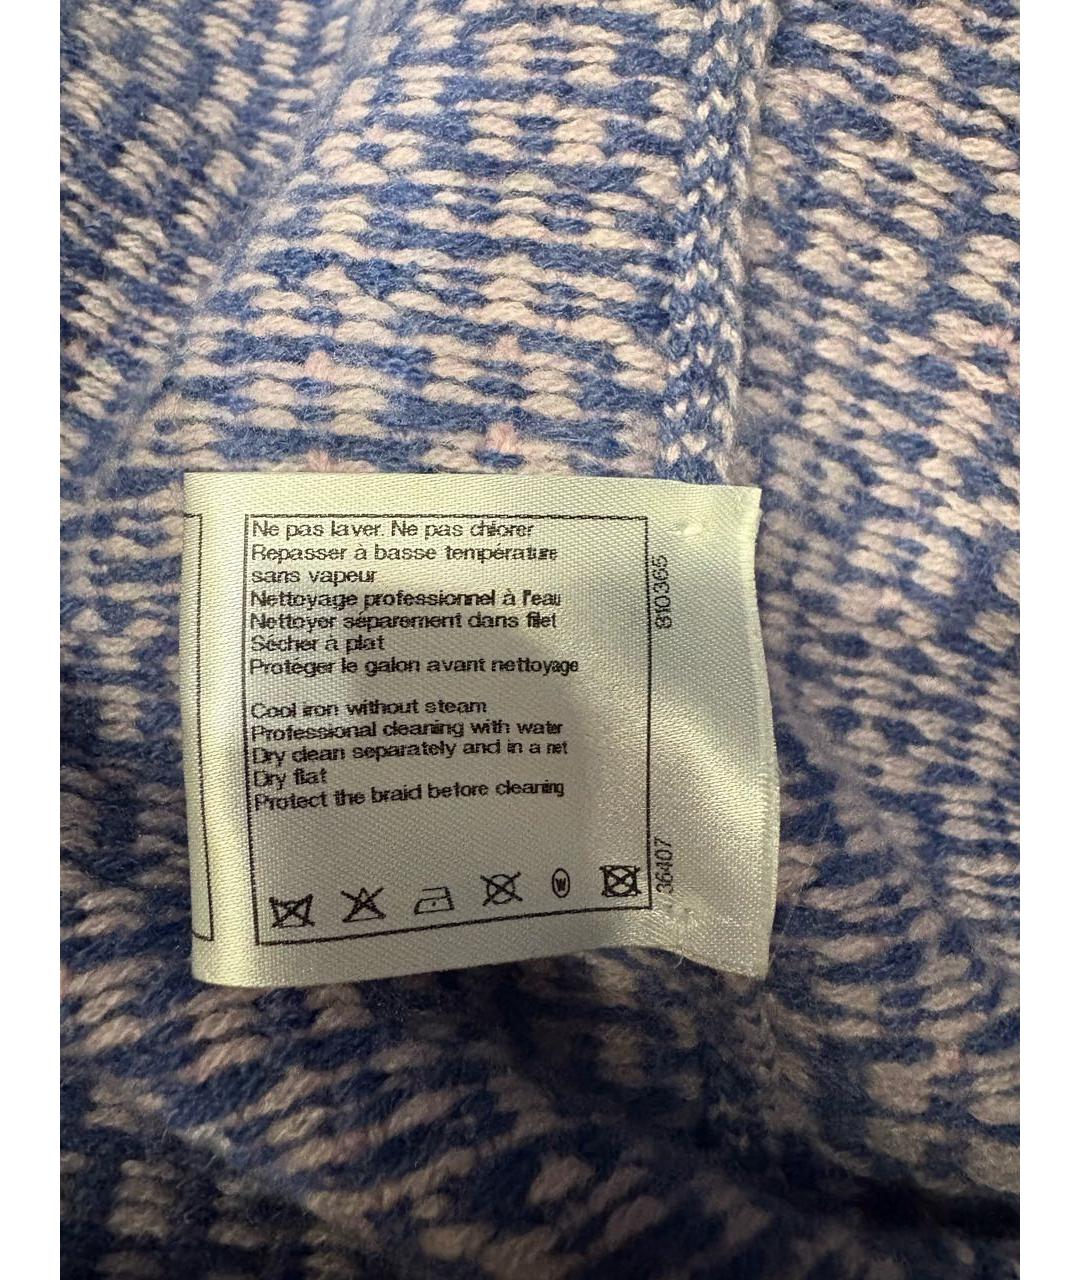 Ne pas laver. Ne pas chlorer
Repasser à basse température
sans vapeur
Nettoyage professionnel à l'eau
Nettoyer séparement dans filet
Sécher à plat
Protéger le galon avant nettoyage
Cool iron without steam
Professional cleaning with water
Dry clean separately and in a net
Dry flat
Protect the braid before cleaning
W
810365
36407